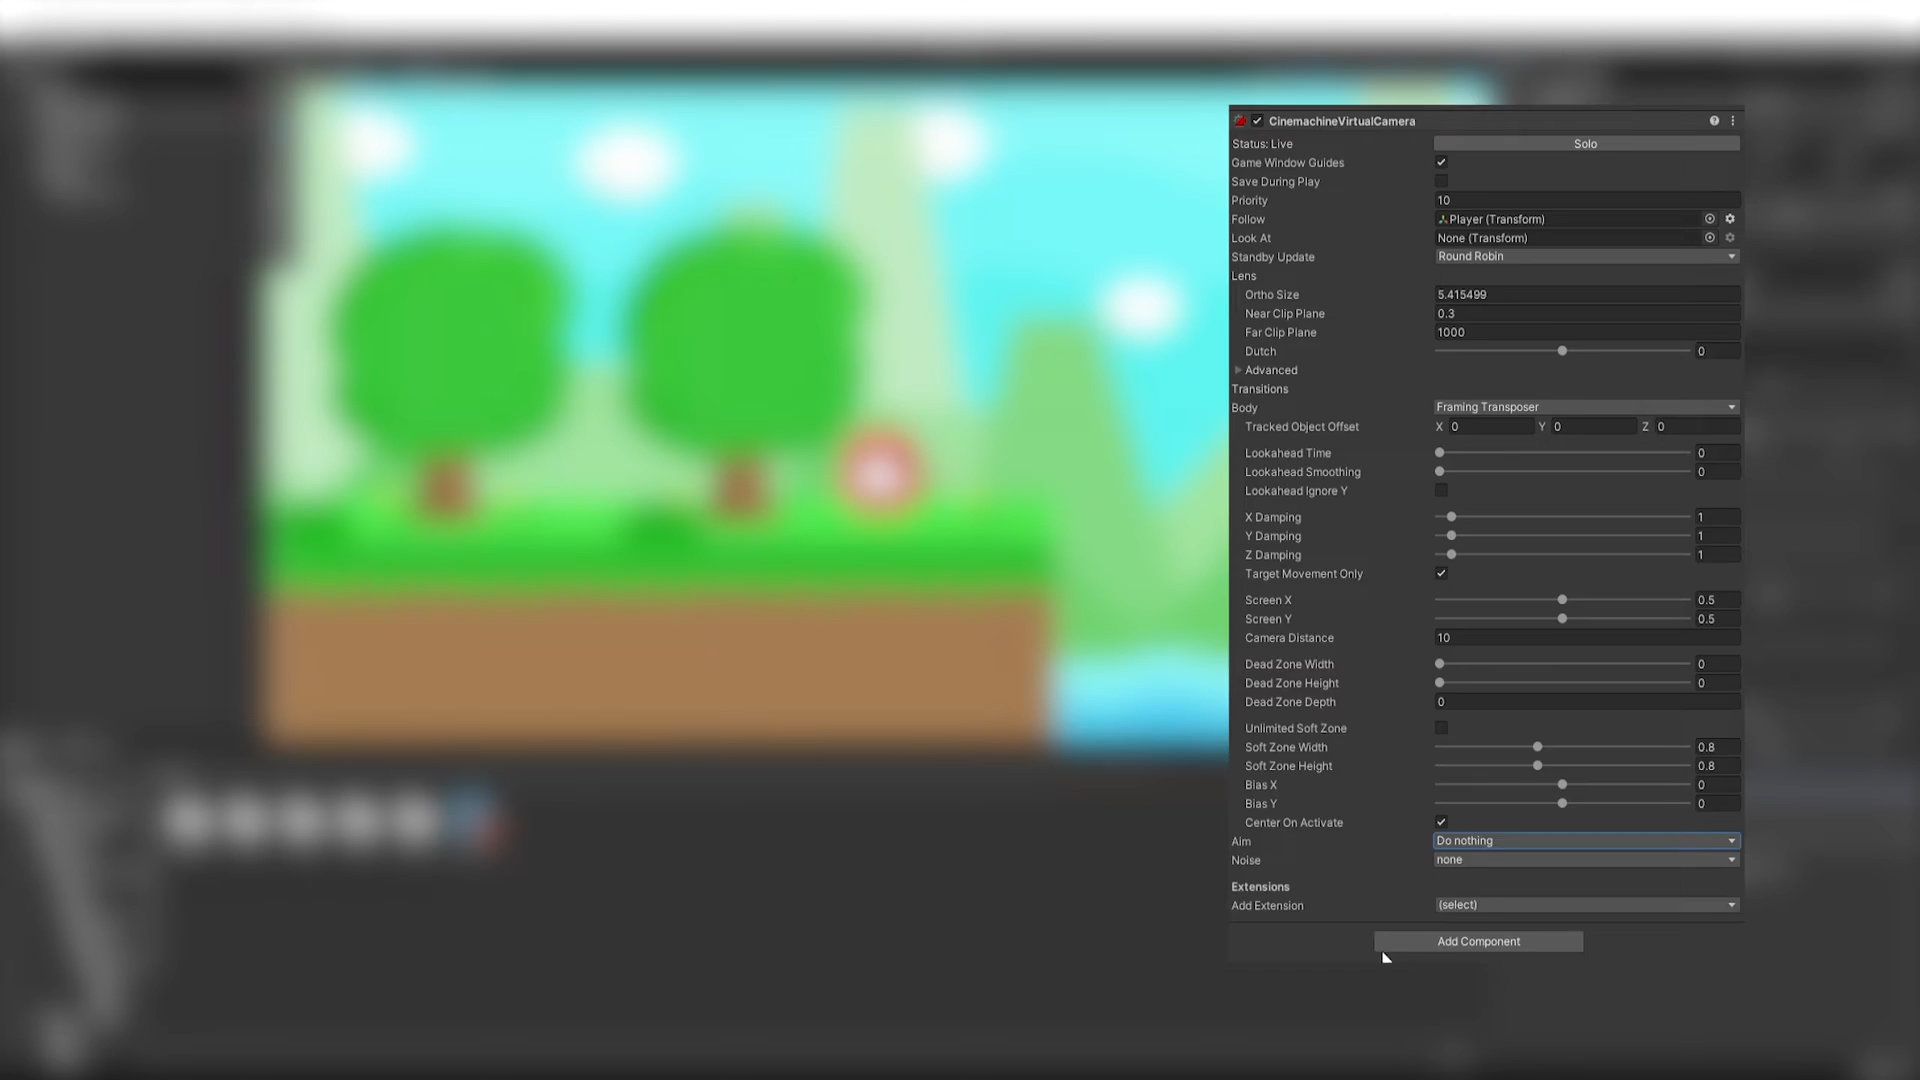 CinemachineVirtualCamera
Status: Live Solo
Game Window Guides
Save During Play
Priority 10
Follow Player (Transform)
Look At None (Transform)
Standby Update Round Robin
Lens
Ortho Size 5.415499
Near Clip Plane 0.3
Far Clip Plane 1000
Dutch 0
Advanced
Transitions
Body Framing Transposer
Tracked Object Offset X 0 Y 0 Z 0
Lookahead Time 0
Lookahead Smoothing 0
Lookahead Ignore Y
X Damping 1
Y Damping 1
Z Damping 1
Target Movement Only
Screen X 0.5
Screen Y 0.5
Camera Distance 10
Dead Zone Width 0
Dead Zone Height 0
Dead Zone Depth 0
Unlimited Soft Zone
Soft Zone Width 0.8
Soft Zone Height 0.8
Bias X 0
Bias Y 0
Center On Activate
Aim Do nothing
Noise none
Extensions
Add Extension (select)
Add Component